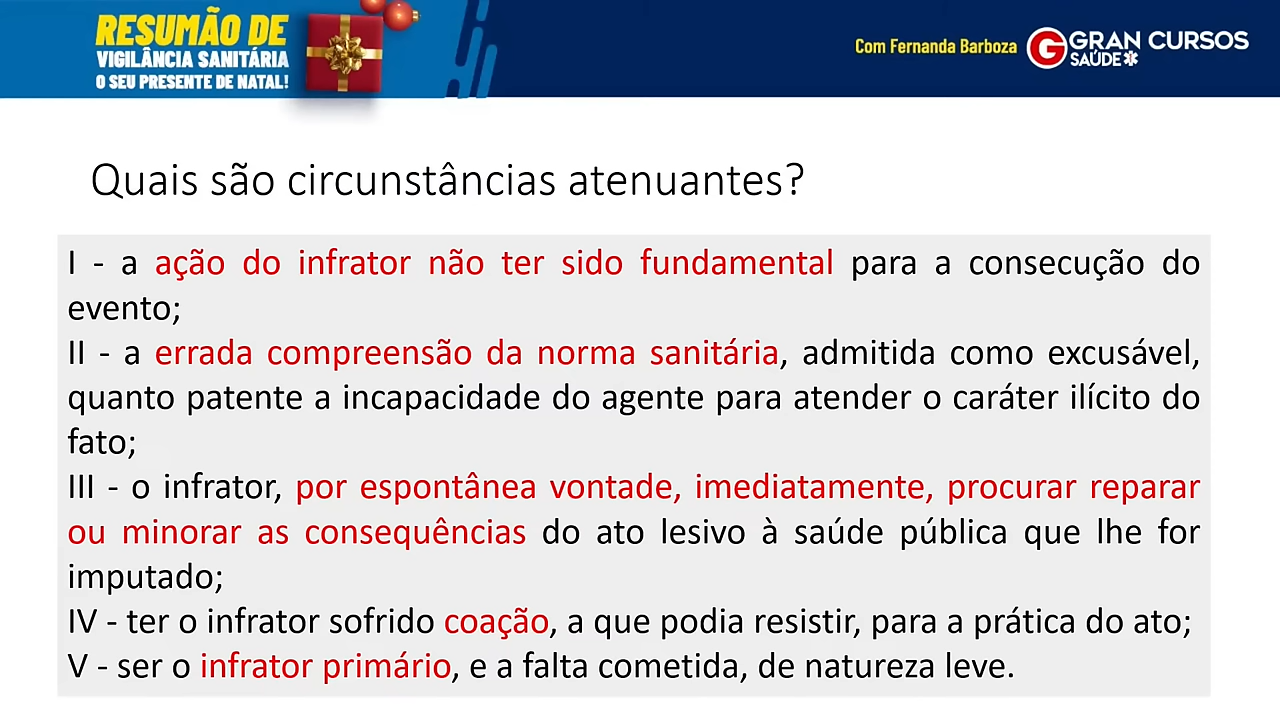 RESUMÃO DE
VIGILÂNCIA SANITÁRIA
O SEU PRESENTE DE NATAL!
Com Fernanda Barboza
GRAN CURSOS
SAÚDE
Quais são circunstâncias atenuantes?
I - a ação do infrator não ter sido fundamental para a consecução do
evento;
II - a errada compreensão da norma sanitária, admitida como excusável,
quanto patente a incapacidade do agente para atender o caráter ilícito do
fato;
III - o infrator, por espontânea vontade, imediatamente, procurar reparar
ou minorar as consequências do ato lesivo à saúde pública que lhe for
imputado;
IV - ter o infrator sofrido coação, a que podia resistir, para a prática do ato;
V - ser o infrator primário, e a falta cometida, de natureza leve.